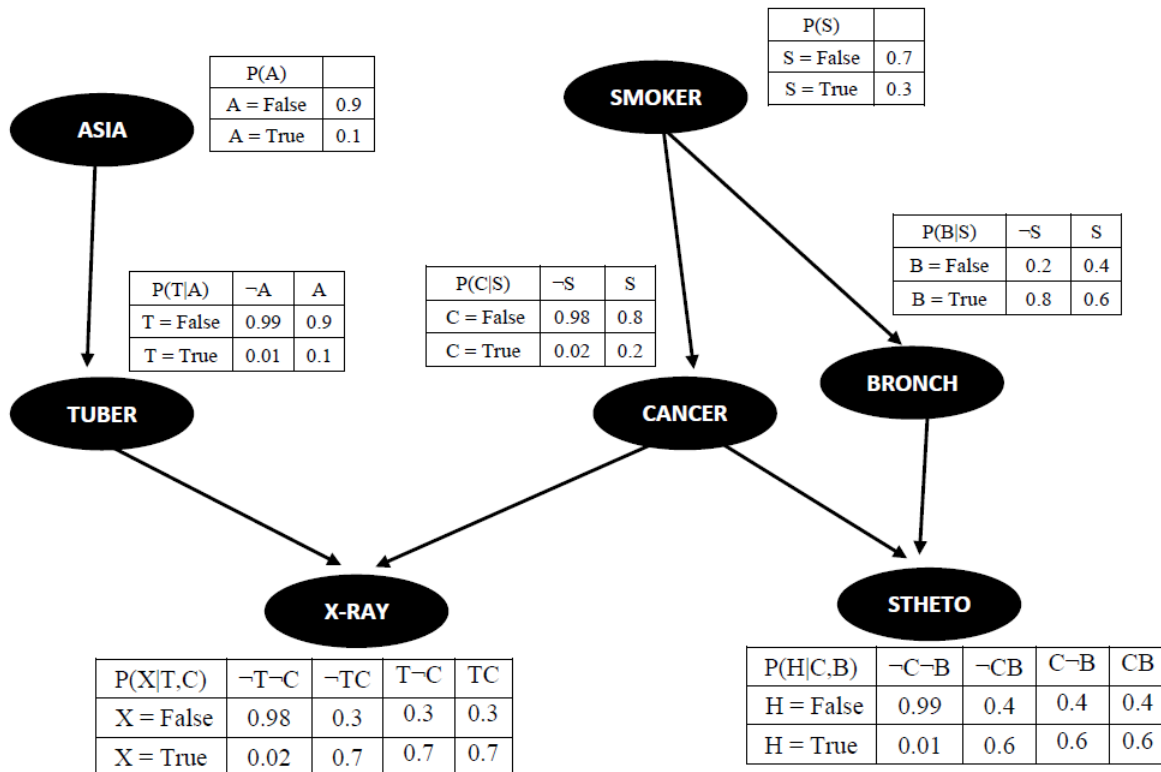 P(S)
S = False 0.7
S = True 0.3
P(A)
A = False 0.9
A = True 0.1
SMOKER
ASIA
P(B|S) ¬S S
B = False 0.2 0.4
B = True 0.8 0.6
P(T|A) ¬A A
T = False 0.99 0.9
T = True 0.01 0.1
P(C|S) ¬S S
C = False 0.98 0.8
C = True 0.02 0.2
TUBER
CANCER
BRONCH
X-RAY
STHETO
P(X|T,C) ¬T¬C ¬TC T¬C TC
X = False 0.98 0.3 0.3 0.3
X = True 0.02 0.7 0.7 0.7
P(H|C,B) ¬C¬B ¬CB C¬B CB
H = False 0.99 0.4 0.4 0.4
H = True 0.01 0.6 0.6 0.6